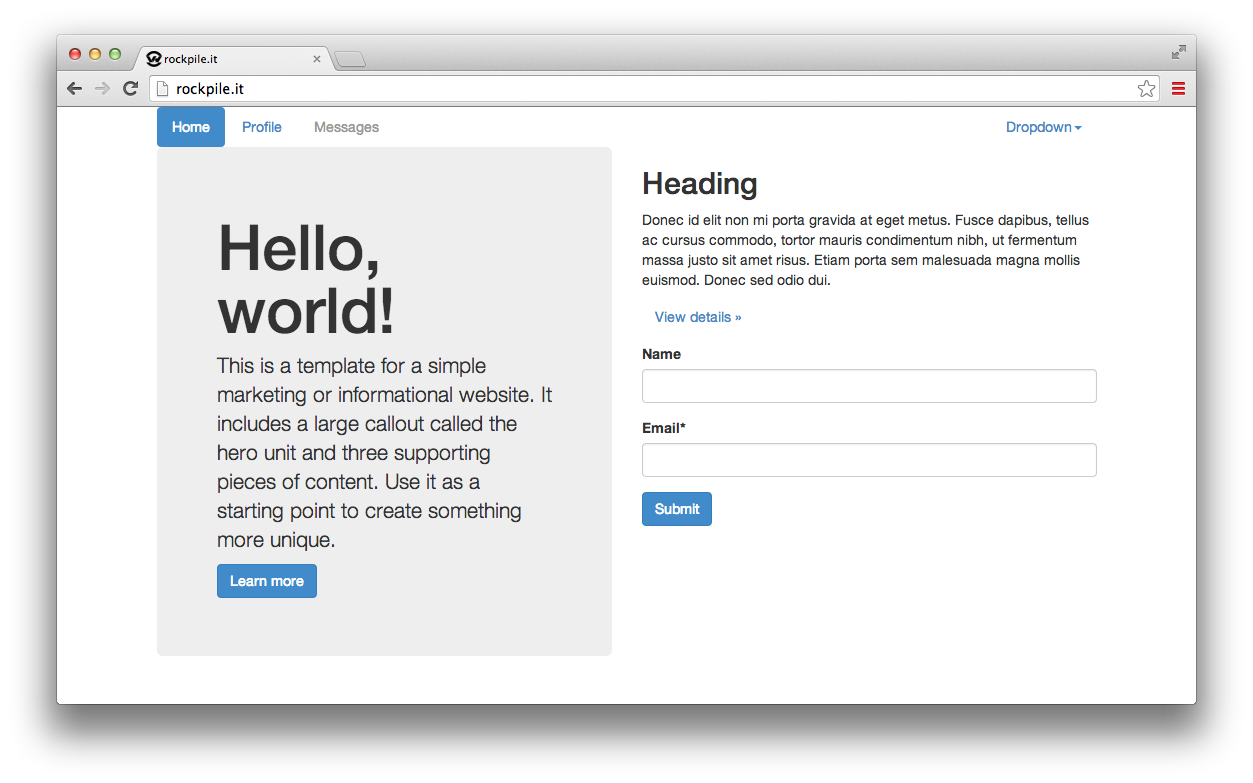 rockpile.it
rockpile.it
Home Profile Messages Dropdown
Hello,
world!
This is a template for a simple
marketing or informational website. It
includes a large callout called the
hero unit and three supporting
pieces of content. Use it as a
starting point to create something
more unique.
Learn more
Heading
Donec id elit non mi porta gravida at eget metus. Fusce dapibus, tellus
ac cursus commodo, tortor mauris condimentum nibh, ut fermentum
massa justo sit amet risus. Etiam porta sem malesuada magna mollis
euismod. Donec sed odio dui.
View details »
Name
Email*
Submit